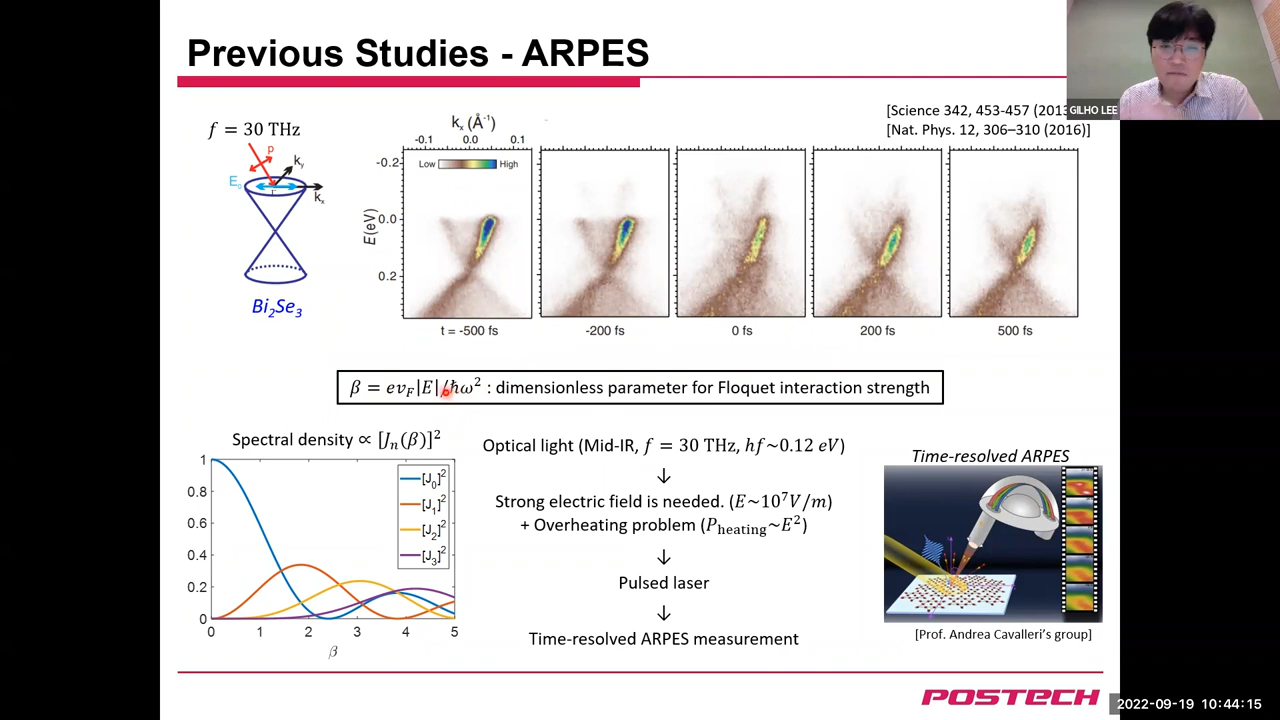 Previous Studies - ARPES
GILHO LEE
[Science 342, 453-457 (201
[Nat. Phys. 12, 306–310 (2016)]
f = 30 THz
p
k_y
E_0
Γ
k_x
Bi₂Se₃
k_x (Å⁻¹)
-0.1 0.0 0.1
Low High
E(eV)
-0.2
0.0
0.2
t = -500 fs -200 fs 0 fs 200 fs 500 fs
β = ev_F|E|/ħω² : dimensionless parameter for Floquet interaction strength
Spectral density ∝ [J_n(β)]²
1
0.8
0.6
0.4
0.2
0
0 1 2 3 4 5
β
[J₀]²
[J₁]²
[J₂]²
[J₃]²
Optical light (Mid-IR, f = 30 THz, hf~0.12 eV)
↓
Strong electric field is needed. (E~10⁷V/m)
+ Overheating problem (P_heating~E²)
↓
Pulsed laser
↓
Time-resolved ARPES measurement
Time-resolved ARPES
[Prof. Andrea Cavalleri's group]
POSTECH
2022-09-19 10:44:15